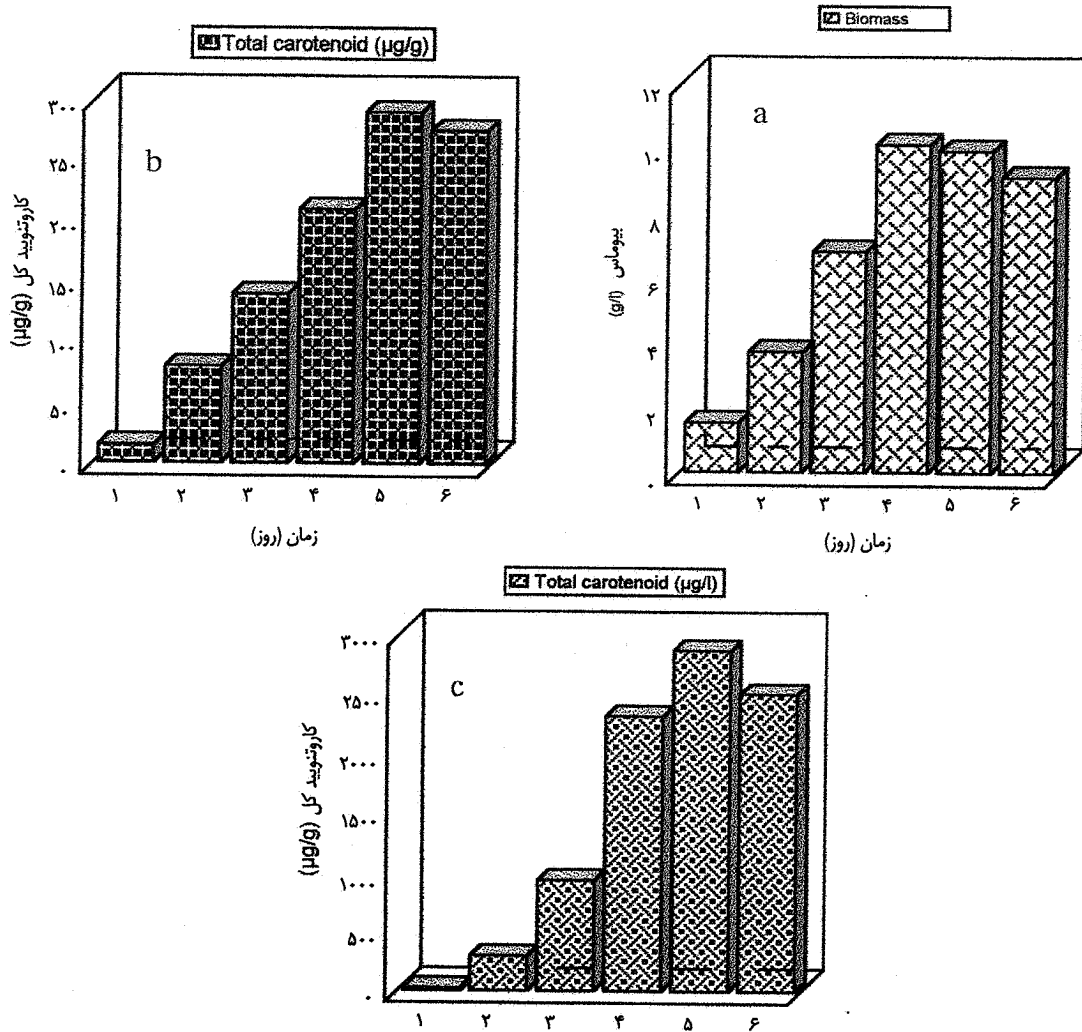 Total carotenoid (µg/g)
b
کاروتنویید کل (µg/g)
۳۰۰
۲۵۰
۲۰۰
۱۵۰
۱۰۰
۵۰
۰
۱ ۲ ۳ ۴ ۵ ۶
زمان (روز)
Biomass
a
بیوماس (g/l)
۱۲
۱۰
۸
۶
۴
۲
۰
۱ ۲ ۳ ۴ ۵ ۶
زمان (روز)
Total carotenoid (µg/l)
c
کاروتنویید کل (µg/g)
۳۰۰۰
۲۵۰۰
۲۰۰۰
۱۵۰۰
۱۰۰۰
۵۰۰
۰
۱ ۲ ۳ ۴ ۵ ۶